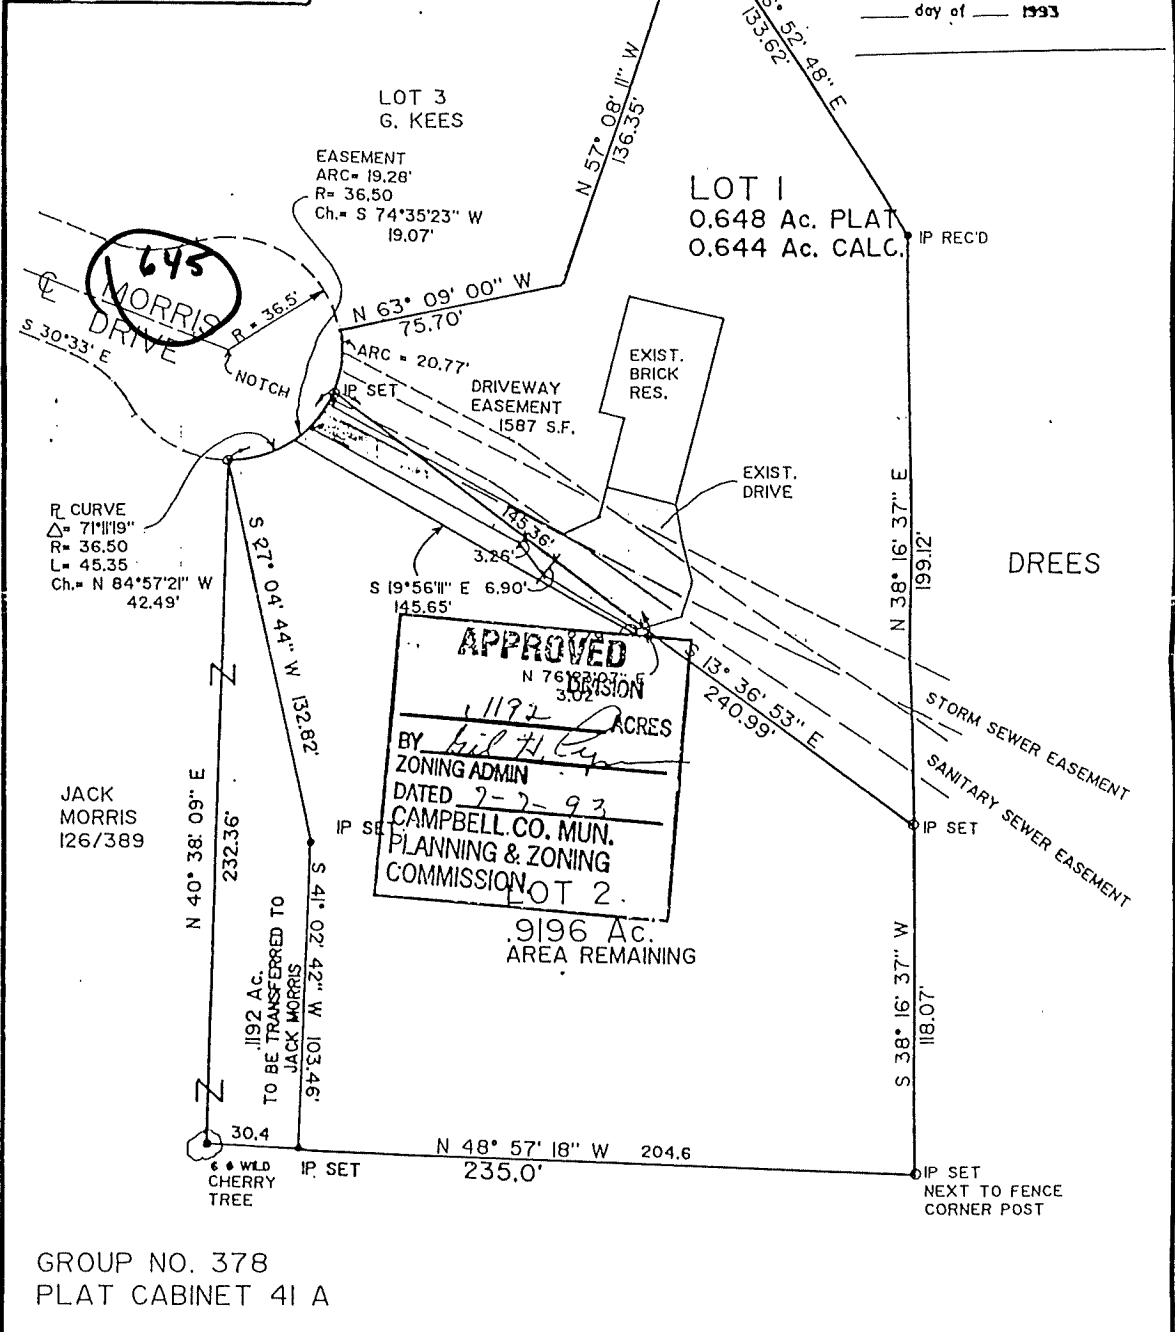 day of 1993
S 52' 48" E
133.62'
N 57° 08' 11" W
136.35'
LOT 3
G. KEES
EASEMENT
ARC= 19.28'
R= 36.50
Ch.= S 74°35'23" W
19.07'
LOT 1
0.648 Ac. PLAT
0.644 Ac. CALC.
IP REC'D
645
℄
MORRIS
DRIVE
S 30°33' E
R = 36.5'
NOTCH
N 63° 09' 00" W
75.70'
ARC = 20.77'
IP SET
DRIVEWAY
EASEMENT
1587 S.F.
EXIST.
BRICK
RES.
EXIST.
DRIVE
N 38° 16' 37" E
199.12'
DREES
PL CURVE
Δ= 71°11'19"
R= 36.50
L= 45.35
Ch.= N 84°57'21" W
42.49'
S 27° 04' 44" W 132.82'
145.36'
3.26'
S 19°56'11" E 6.90'
145.65'
APPROVED
N 76° E
3.02'
DIVISION
.1192 ACRES
BY
ZONING ADMIN
DATED 7-7-93
CAMPBELL CO. MUN.
PLANNING & ZONING
COMMISSION
S 13° 36' 53" E
240.99'
STORM SEWER EASEMENT
SANITARY SEWER EASEMENT
JACK
MORRIS
126/389
N 40° 38' 09" E
232.36'
IP SET
IP SET
LOT 2
.9196 Ac.
AREA REMAINING
S 41° 02' 42" W 103.46'
.1192 Ac.
TO BE TRANSFERRED TO
JACK MORRIS
S 38° 16' 37" W
118.07'
30.4
N 48° 57' 18" W 204.6
235.0'
6 WILD
CHERRY
TREE
IP SET
IP SET
NEXT TO FENCE
CORNER POST
GROUP NO. 378
PLAT CABINET 41 A